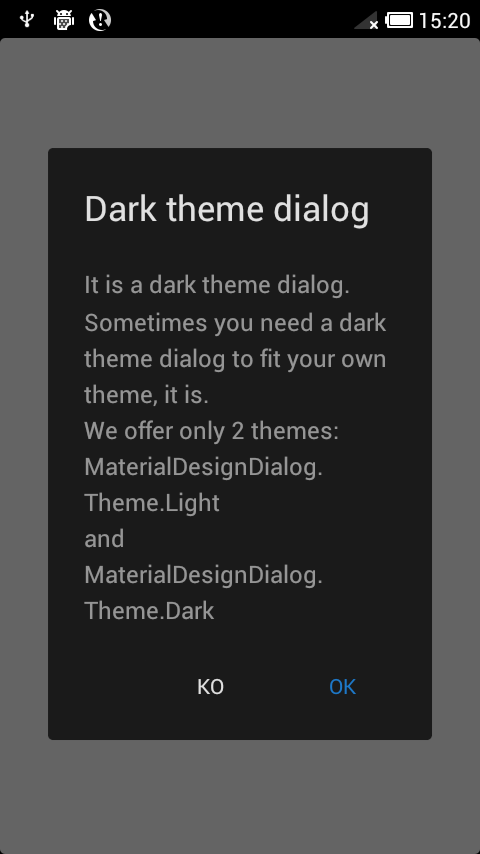 15:20
Dark theme dialog
It is a dark theme dialog.
Sometimes you need a dark
theme dialog to fit your own
theme, it is.
We offer only 2 themes:
MaterialDesignDialog.
Theme.Light
and
MaterialDesignDialog.
Theme.Dark
KO OK